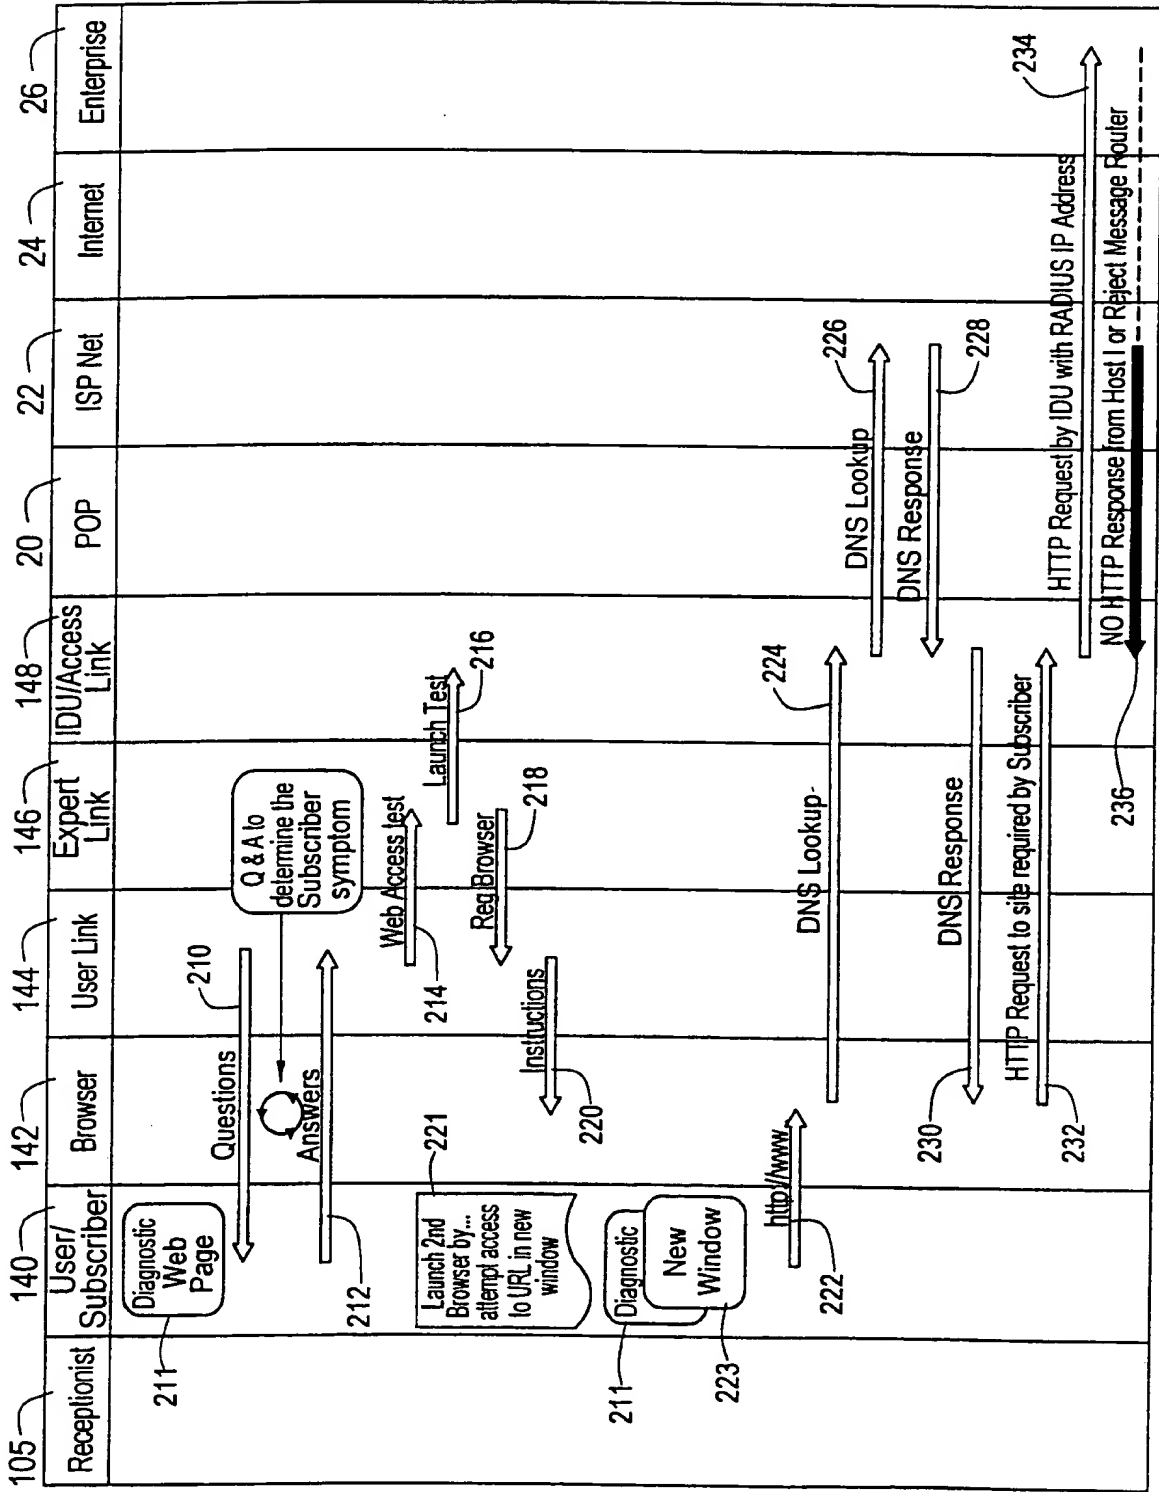 105
Receptionist
140
User/
Subscriber
142
Browser
144
User Link
146
Expert
Link
148
IDU/Access
Link
20
POP
22
ISP Net
24
Internet
26
Enterprise
211
Diagnostic
Web
Page
Questions
210
Q & A to
determine the
Subscriber
symptom
Answers
212
Web Access test
214
Launch Test
216
Reg Browser
218
Instructions
220
221
Launch 2nd
Browser by...
attempt access
to URL in new
window
211
Diagnostic
New
Window
223
http://www
222
DNS Lookup-
224
DNS Lookup
226
DNS Response
228
DNS Response
230
HTTP Request to site required by Subscriber
232
HTTP Request by IDU with RADIUS IP Address
234
NO HTTP Response from Host I or Reject Message Router
236